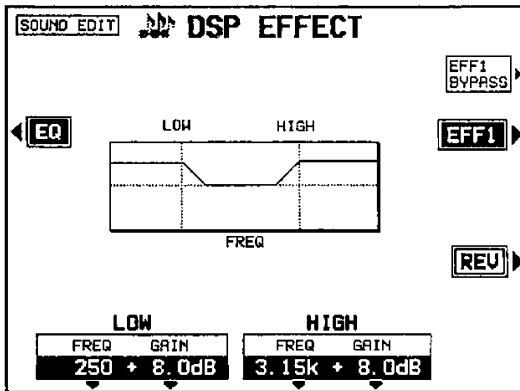 SOUND EDIT DSP EFFECT
EFF1
BYPASS
EQ
LOW HIGH
EFF1
FREQ
REV
LOW HIGH
FREQ GAIN FREQ GAIN
250 + 8.0dB 3.15k + 8.0dB